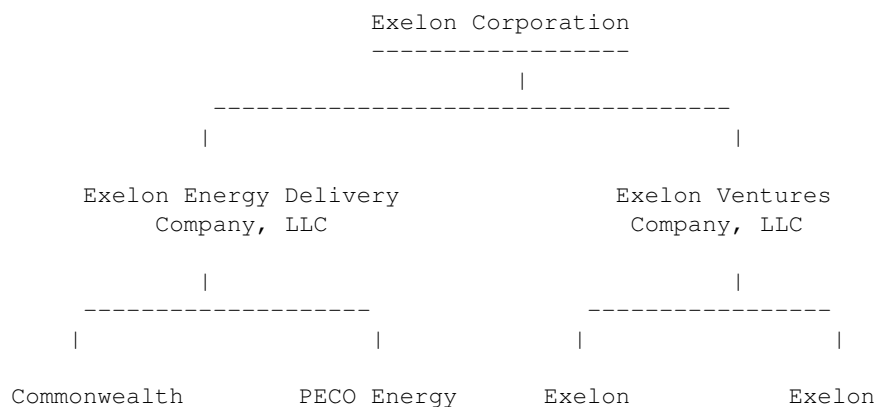 Exelon Corporation
Exelon Energy Delivery Exelon Ventures
Company, LLC Company, LLC
Commonwealth PECO Energy Exelon Exelon